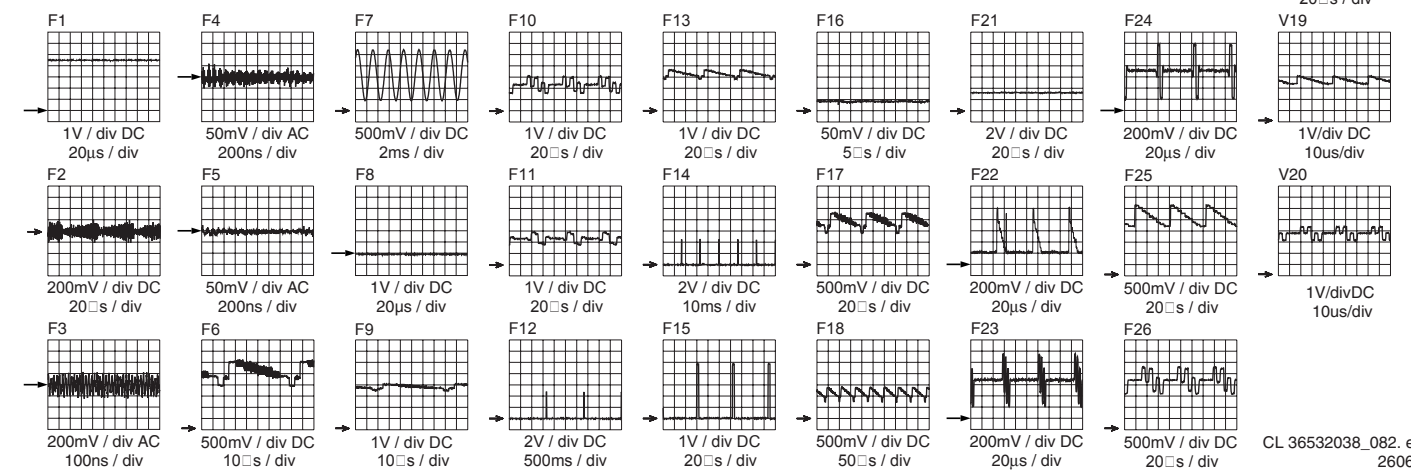 20□s / div
F1 F4 F7 F10 F13 F16 F21 F24 V19
1V / div DC 50mV / div AC 500mV / div DC 1V / div DC 1V / div DC 50mV / div DC 2V / div DC 200mV / div DC 1V/div DC
20µs / div 200ns / div 2ms / div 20□s / div 20□s / div 5□s / div 20□s / div 20µs / div 10us/div
F2 F5 F8 F11 F14 F17 F22 F25 V20
200mV / div DC 50mV / div AC 1V / div DC 1V / div DC 2V / div DC 500mV / div DC 200mV / div DC 500mV / div DC 1V/divDC
20□s / div 200ns / div 20µs / div 20□s / div 10ms / div 20□s / div 20µs / div 20□s / div 10us/div
F3 F6 F9 F12 F15 F18 F23 F26
200mV / div AC 500mV / div DC 1V / div DC 2V / div DC 1V / div DC 500mV / div DC 200mV / div DC 500mV / div DC CL 36532038_082. e
100ns / div 10□s / div 10□s / div 500ms / div 20□s / div 50□s / div 20µs / div 20□s / div 2606